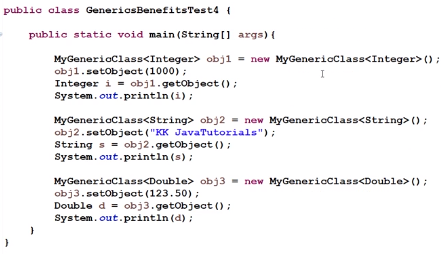 public class GenericsBenefitsTest4 {
public static void main(String[] args){
MyGenericClass<Integer> obj1 = new MyGenericClass<Integer>();
obj1.setObject(1000);
Integer i = obj1.getObject();
System.out.println(i);
MyGenericClass<String> obj2 = new MyGenericClass<String>();
obj2.setObject("KK JavaTutorials");
String s = obj2.getObject();
System.out.println(s);
MyGenericClass<Double> obj3 = new MyGenericClass<Double>();
obj3.setObject(123.50);
Double d = obj3.getObject();
System.out.println(d);
}
}